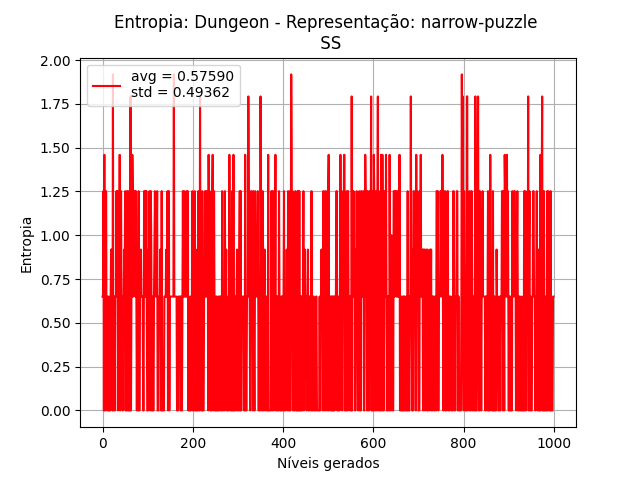 Entropia: Dungeon - Representação: narrow-puzzle
SS
avg = 0.57590
std = 0.49362
2.00
1.75
1.50
1.25
1.00
0.75
0.50
0.25
0.00
Entropia
0 200 400 600 800 1000
Níveis gerados